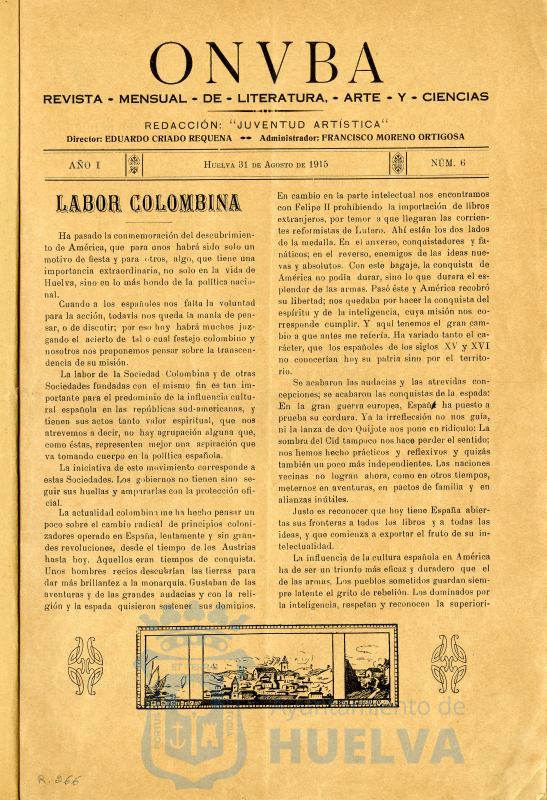 ONVBA
REVISTA - MENSUAL - DE - LITERATURA, - ARTE - Y - CIENCIAS
REDACCIÓN: "JUVENTUD ARTÍSTICA"
Director: EDUARDO CRIADO REQUENA -- Administrador: FRANCISCO MORENO ORTIGOSA
AÑO I
HUELVA 31 DE AGOSTO DE 1915
NÚM. 6
LABOR COLOMBINA
Ha pasado la conmemoración del descubrimien-
to de América, que para unos habrá sido solo un
motivo de fiesta y para otros, algo, que tiene una
importancia extraordinaria, no solo en la vida de
Huelva, sino en lo más hondo de la política nacio-
nal.
Cuando a los españoles nos falta la voluntad
para la acción, todavia nos queda la manía de pen-
sar, o de discutir; por eso hoy habrá muchos juz-
gando el acierto de tal o cual festejo colombino y
nosotros nos proponemos pensar sobre la transcen-
dencia de su misión.
La labor de la Sociedad Colombina y de otras
Sociedades fundadas con el mismo fin es tan im-
portante para el predominio de la influencia cultu-
ral española en las repúblicas sud-americanas, y
tienen sus actos tanto valor espiritual, que nos
atrevemos a decir, no hay agrupación alguna que,
como éstas, representen mejor una aspiración que
va tomando cuerpo en la política española.
La iniciativa de este movimiento corresponde a
estas Sociedades. Los gobiernos no tienen sino se-
guir sus huellas y ampararlas con la protección ofi-
cial.
La actualidad colombina me ha hecho pensar un
poco sobre el cambio radical de principios coloni-
zadores operado en España, lentamente y sin gran-
des revoluciones, desde el tiempo de los Austrias
hasta hoy. Aquellos eran tiempos de conquista.
Unos hombres recios descubrían las tierras para
dar más brillantez a la monarquía. Gustaban de las
aventuras y de las grandes audacias y con la reli-
gión y la espada quisieron sostener sus dominios.
En cambio en la parte intelectual nos encontramos
con Felipe II prohibiendo la importación de libros
extranjeros, por temor a que llegaran las corrien-
tes reformistas de Lutero. Ahí están los dos lados
de la medalla. En el anverso, conquistadores y fa-
náticos; en el reverso, enemigos de las ideas nue-
vas y absolutos. Con este bagaje, la conquista de
América no podia durar, sino lo que durera el es-
plendor de las armas. Pasó éste y América recobró
su libertad; nos quedaba por hacer la conquista del
espíritu y de la inteligencia, cuya misión nos co-
rresponde cumplir. Y aquí tenemos el gran cam-
bio a que antes me refería. Ha variado tanto el ca-
rácter, que los españoles de los siglos XV y XVI
no conocerían hoy su patria sino por el territo-
rio.
Se acabaron las audacias y las atrevidas con-
cepciones; se acabaron las conquistas de la espada:
En la gran guerra europea, España ha puesto a
prueba su cordura. Ya la irreflección no nos guía,
ni la lanza de don Quijote nos pone en ridículo: La
sombra del Cid tampoco nos hace perder el sentido;
nos hemos hecho prácticos y reflexivos y quizás
también un poco más independientes. Las naciones
vecinas no logran ahora, como en otros tiempos,
meternos en aventuras, en pactos de familia y en
alianzas inútiles.
Justo es reconocer que hoy tiene España abier-
tas sus fronteras a todos los libros y a todas las
ideas, y que comienza a exportar el fruto de su in-
telectualidad.
La influencia de la cultura española en América
ha de ser un triunfo más eficaz y duradero que el
de las armas. Los pueblos sometidos guardan siem-
pre latente el grito de rebelión. Los dominados por
la inteligencia, respetan y reconocen la superiori-
Ayuntamiento de
HUELVA
R. 266